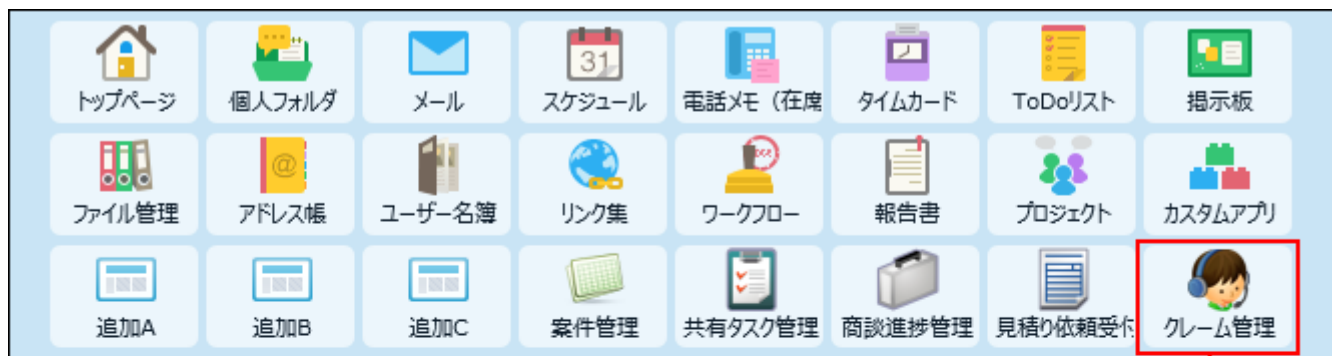 トップページ 個人フォルダ メール スケジュール 電話メモ（在席 タイムカード ToDoリスト 掲示板
31
ファイル管理 アドレス帳 ユーザー名簿 リンク集 ワークフロー 報告書 プロジェクト カスタムアプリ
@
追加A 追加B 追加C 案件管理 共有タスク管理 商談進捗管理 見積り依頼受付 クレーム管理